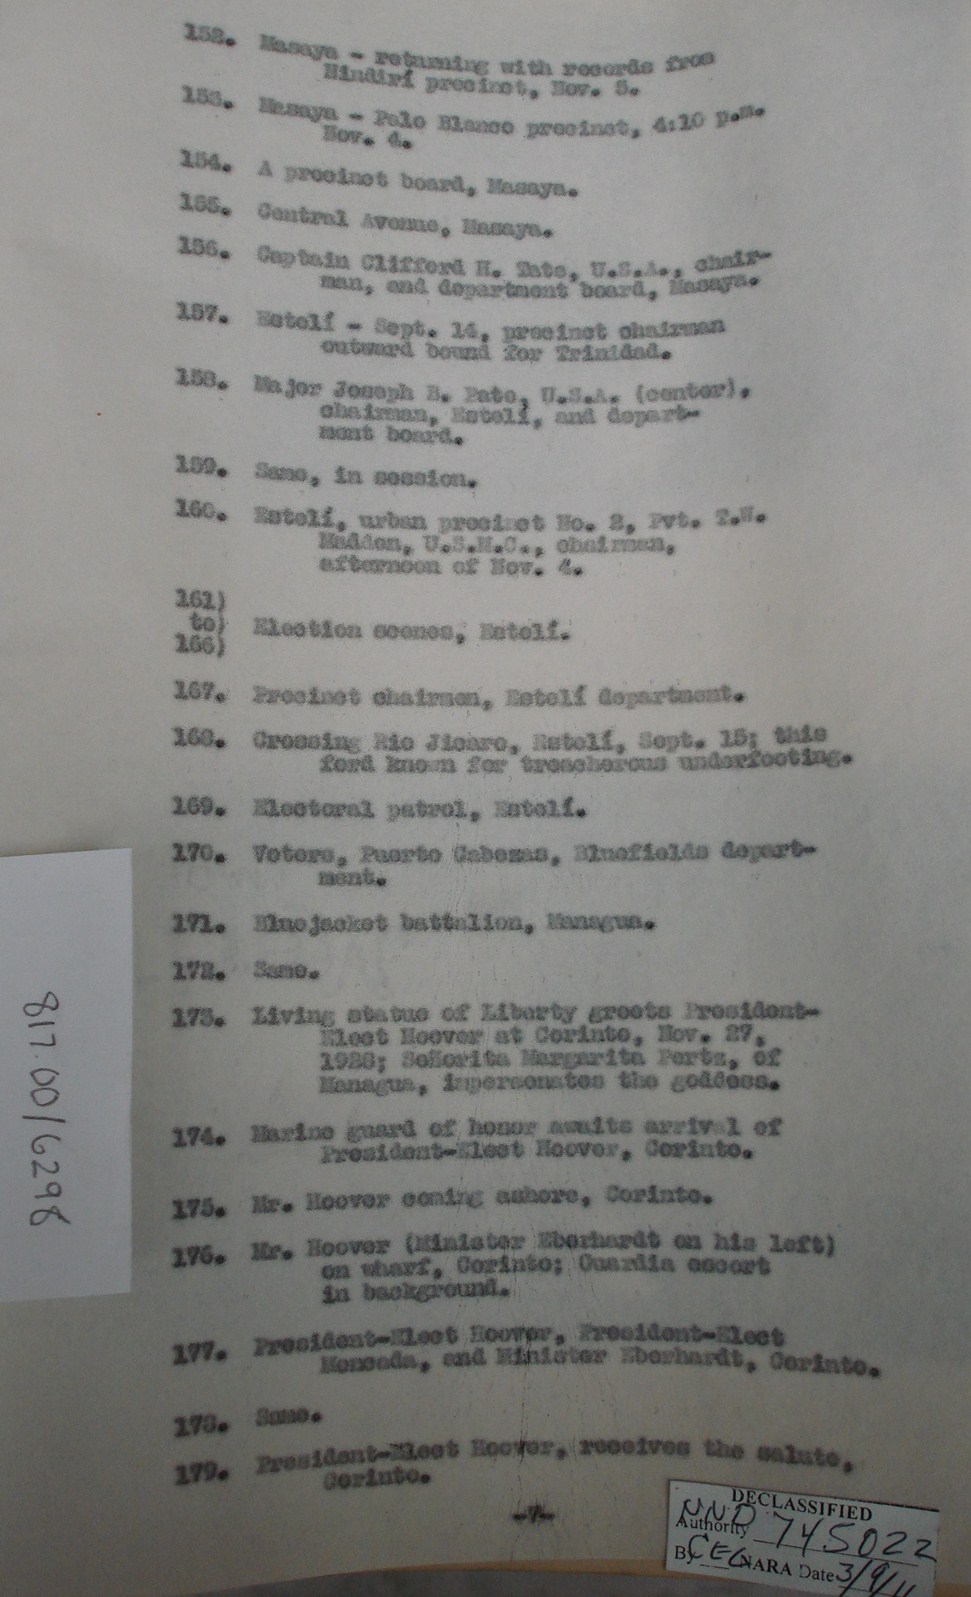 152. Masaya - returning with records from
Nindirí precinct, Nov. 5.
153. Masaya - Palo Blanco precinct, 4:10 p.m.
Nov. 4.
154. A precinct board, Masaya.
155. Central Avenue, Masaya.
156. Captain Clifford H. Tate, U.S.A., chair-
man, and department board, Masaya.
157. Estelí - Sept. 14, precinct chairman
outward bound for Trinidad.
158. Major Joseph B. Pate, U.S.A. (center),
chairman, Estelí, and depart-
ment board.
159. Same, in session.
160. Estelí, urban precinct No. 2, Pvt. T.W.
Madden, U.S.M.C., chairman,
afternoon of Nov. 4.
161)
to)
166)
Election scenes, Estelí.
167. Precinct chairmen, Estelí department.
168. Crossing Rio Jicaro, Estelí, Sept. 15; this
ford known for treacherous underfooting.
169. Electoral patrol, Estelí.
170. Voters, Puerto Cabezas, Bluefields depart-
ment.
171. Bluejacket battalion, Managua.
172. Same.
173. Living statue of Liberty greets President-
Elect Hoover at Corinto, Nov. 27,
1928; Señorita Margarita Portz, of
Managua, impersonates the goddess.
174. Marine guard of honor awaits arrival of
President-Elect Hoover, Corinto.
175. Mr. Hoover coming ashore, Corinto.
176. Mr. Hoover (Minister Eberhardt on his left)
on wharf, Corinto; Guardia escort
in background.
177. President-Elect Hoover, President-Elect
Moncada, and Minister Eberhardt, Corinto.
178. Same.
179. President-Elect Hoover, receives the salute,
Corinto.
-7-
817.00/6298
DECLASSIFIED
Authority NND 745022
By CEG NARA Date 3/9/11